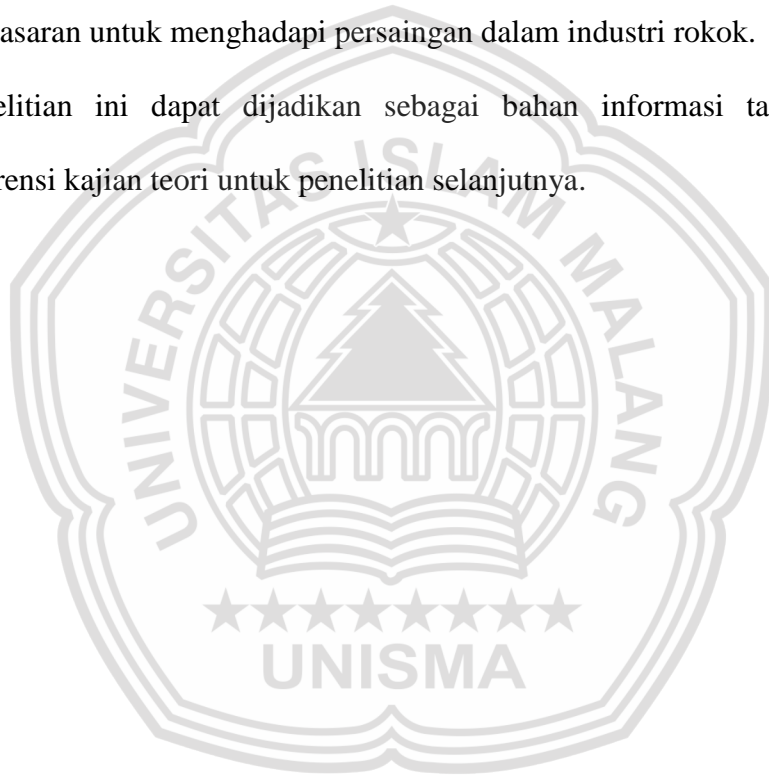 asaran untuk menghadapi persaingan dalam industri rokok.
elitian ini dapat dijadikan sebagai bahan informasi ta
rensi kajian teori untuk penelitian selanjutnya.
UNIVERSITAS ISLAM MALANG
UNISMA